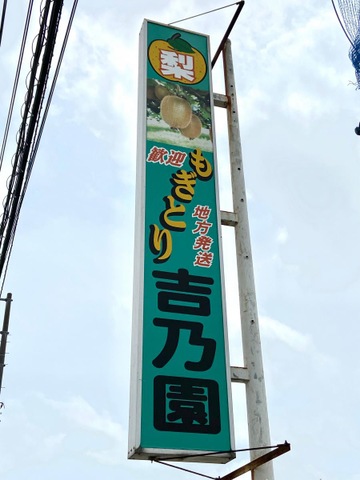 梨
歓迎
もぎとり
地方発送
吉乃園